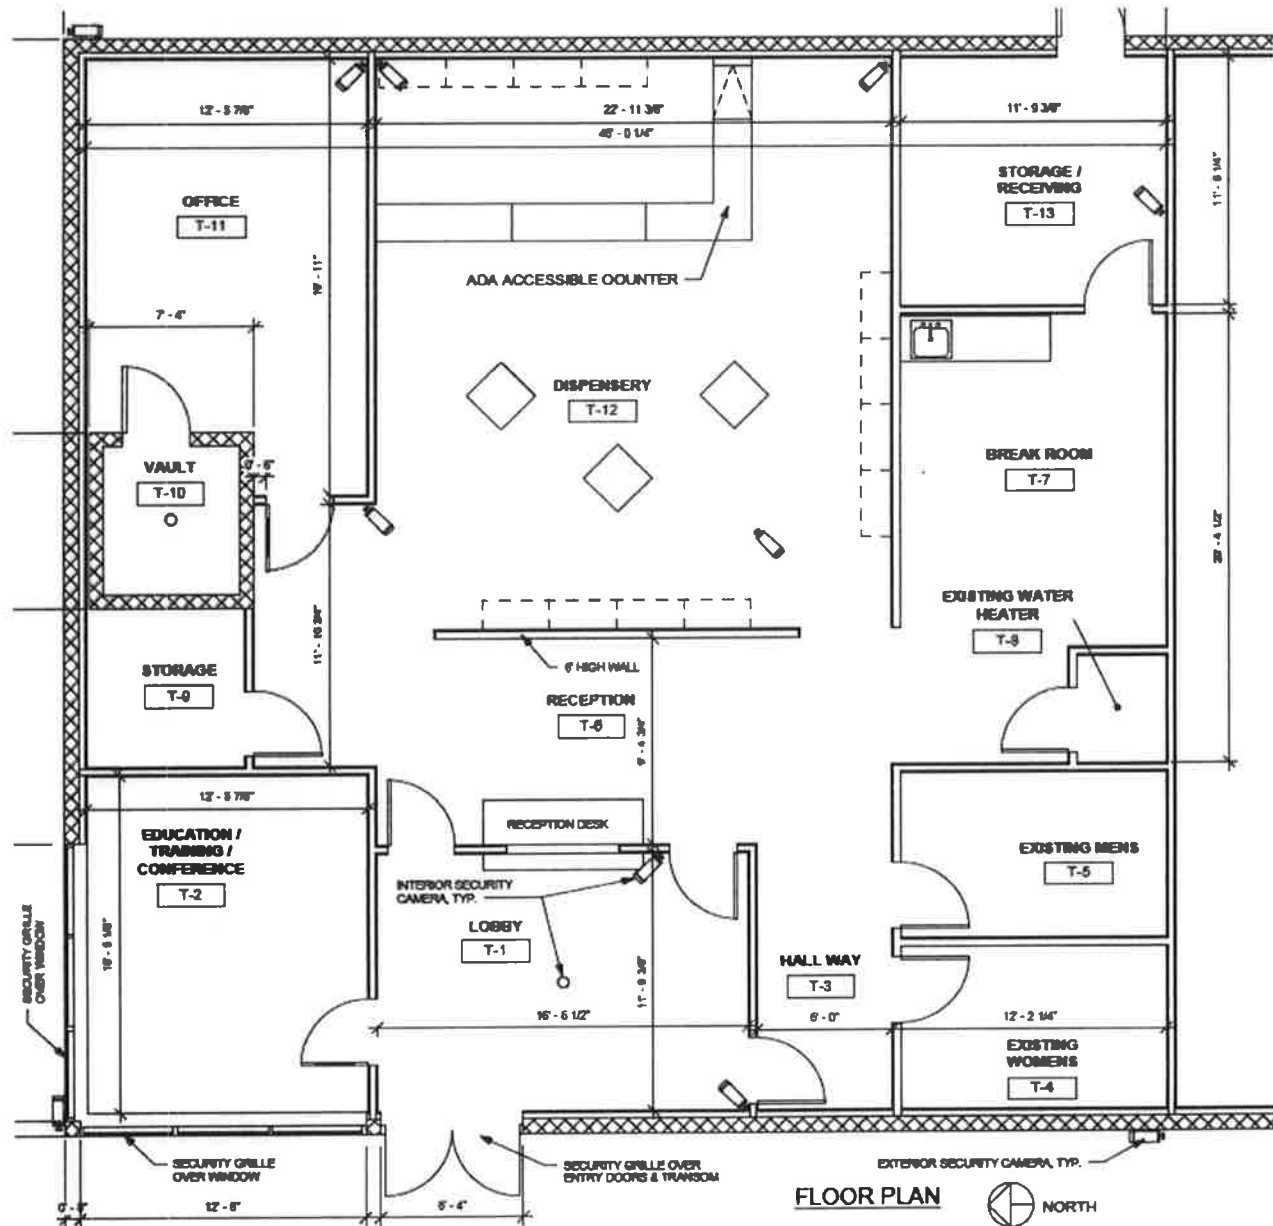 12' - 5 7/8"
22' - 11 3/8"
11' - 9 3/8"
48' - 0 1/4"
OFFICE
T-11
STORAGE /
RECEIVING
T-13
11' - 5 1/4"
16' - 11"
ADA ACCESSIBLE COUNTER
7' - 4"
DISPENSERY
T-12
VAULT
T-10
0' - 6"
BREAK ROOM
T-7
EXISTING WATER
HEATER
T-8
11' - 10 3/4"
6' HIGH WALL
STORAGE
T-9
RECEPTION
T-6
9' - 4 3/4"
12' - 5 7/8"
RECEPTION DESK
EDUCATION /
TRAINING /
CONFERENCE
T-2
EXISTING MENS
T-5
INTERIOR SECURITY
CAMERA, TYP.
LOBBY
T-1
SECURITY GRILLE
OVER WINDOW
HALL WAY
T-3
11' - 9 3/8"
16' - 5 1/2"
6' - 0"
12' - 2 1/4"
EXISTING
WOMENS
T-4
SECURITY GRILLE
OVER WINDOW
SECURITY GRILLE OVER
ENTRY DOORS & TRANSOM
EXTERIOR SECURITY CAMERA, TYP.
12' - 6"
6' - 4"
FLOOR PLAN
NORTH